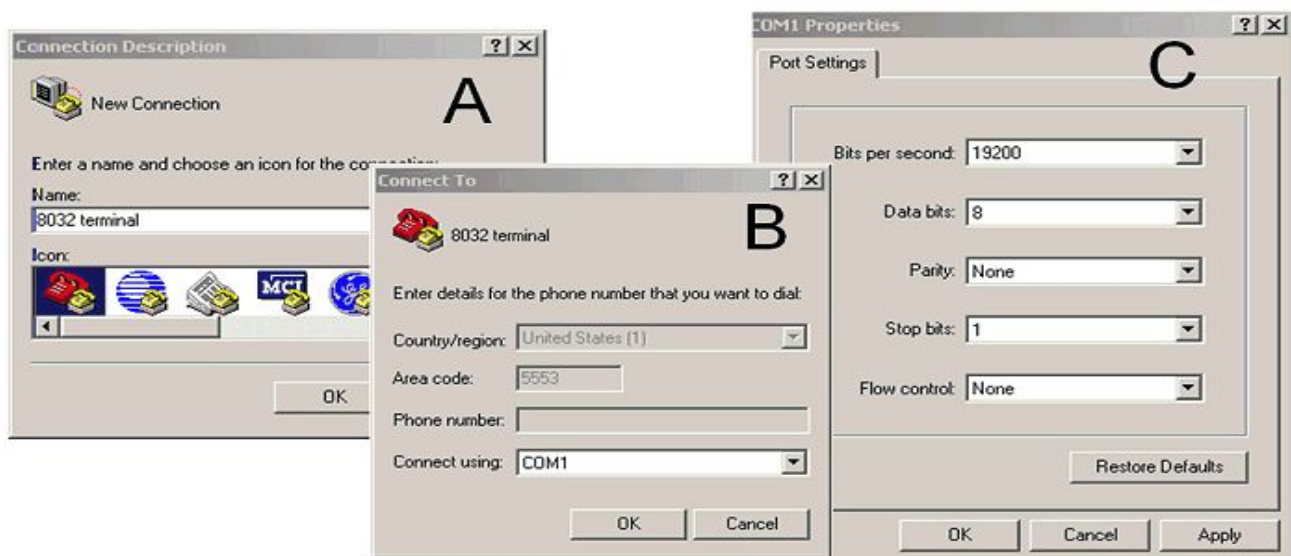 Connection Description
A
New Connection
Enter a name and choose an icon for the connection:
Name:
8032 terminal
Icon:
MCI
OK
Connect To
B
8032 terminal
Enter details for the phone number that you want to dial:
Country/region: United States (1)
Area code: 5553
Phone number:
Connect using: COM1
OK Cancel
COM1 Properties
Port Settings
C
Bits per second: 19200
Data bits: 8
Parity: None
Stop bits: 1
Flow control: None
Restore Defaults
OK Cancel Apply